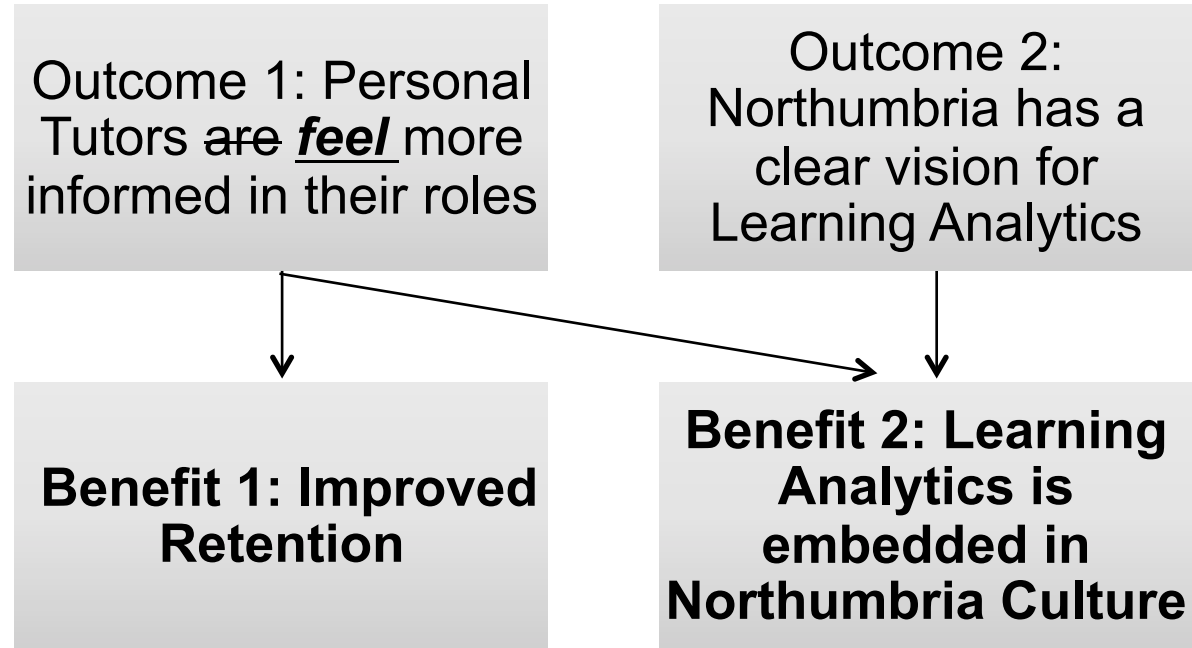 Outcome 1: Personal
Tutors are feel more
informed in their roles
Outcome 2:
Northumbria has a
clear vision for
Learning Analytics
Benefit 1: Improved
Retention
Benefit 2: Learning
Analytics is
embedded in
Northumbria Culture